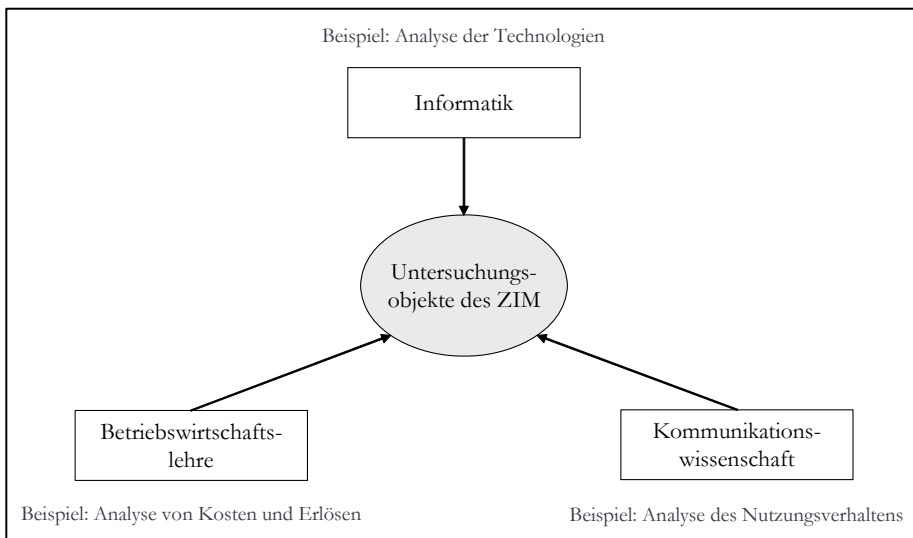 Beispiel: Analyse der Technologien
Informatik
Untersuchungs-
objekte des ZIM
Betriebswirtschafts-
lehre
Beispiel: Analyse von Kosten und Erlösen
Kommunikations-
wissenschaft
Beispiel: Analyse des Nutzungsverhaltens